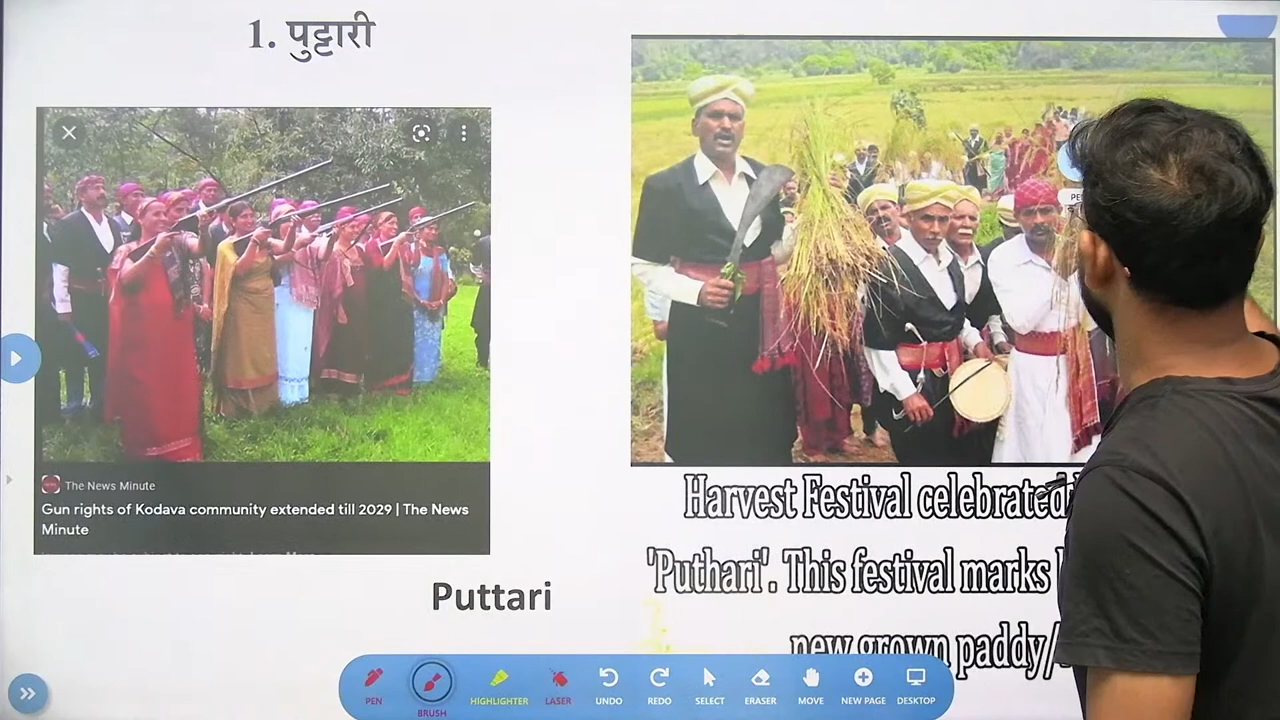 1. पुट्टारी
The News Minute
Gun rights of Kodava community extended till 2029 | The News
Minute
Puttari
Harvest Festival celebrated
'Puthari'. This festival marks
new grown paddy/
PEN
BRUSH
HIGHLIGHTER
LASER
UNDO
REDO
SELECT
ERASER
MOVE
NEW PAGE
DESKTOP